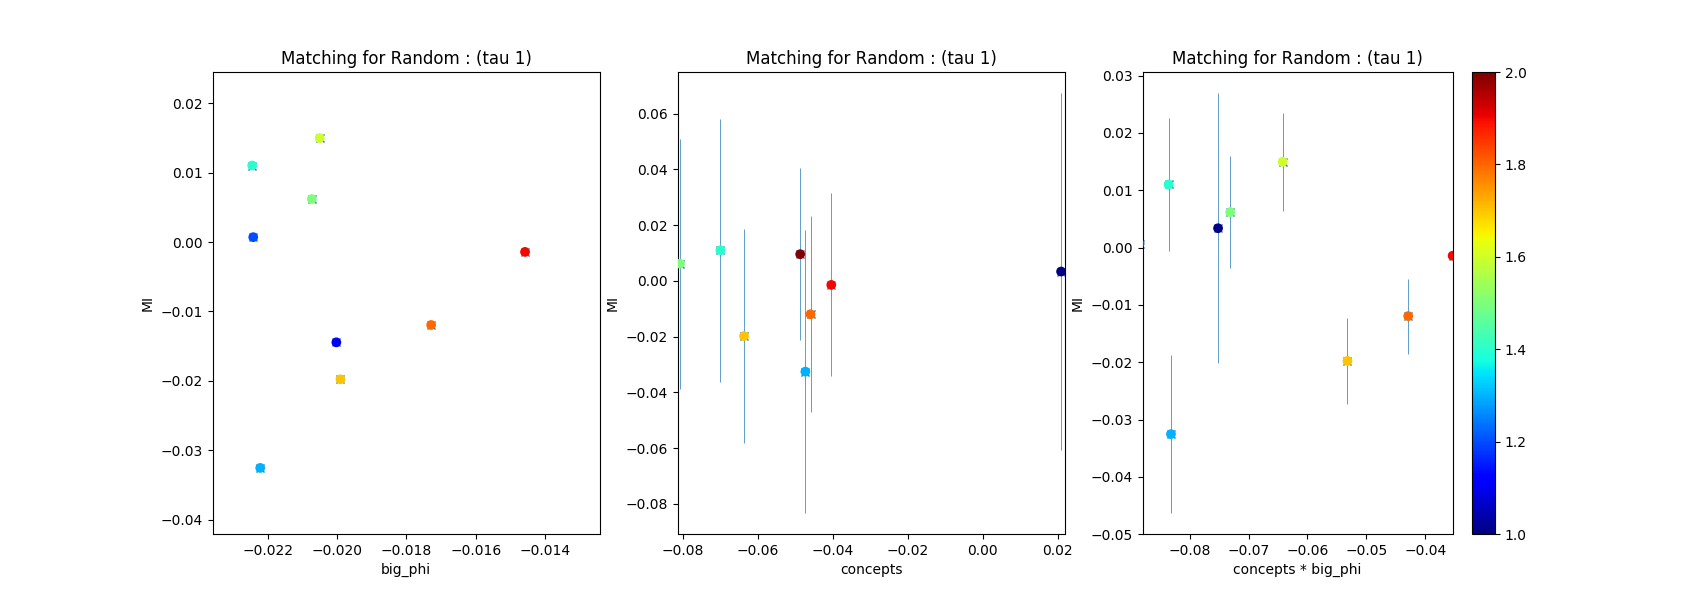 Matching for Random : (tau 1)
0.02
0.01
0.00
−0.01
−0.02
−0.03
−0.04
MI
−0.022 −0.020 −0.018 −0.016 −0.014
big_phi
Matching for Random : (tau 1)
0.06
0.04
0.02
0.00
−0.02
−0.04
−0.06
−0.08
MI
−0.08 −0.06 −0.04 −0.02 0.00 0.02
concepts
Matching for Random : (tau 1)
0.03
0.02
0.01
0.00
−0.01
−0.02
−0.03
−0.04
−0.05
MI
−0.08 −0.07 −0.06 −0.05 −0.04
concepts * big_phi
2.0
1.8
1.6
1.4
1.2
1.0